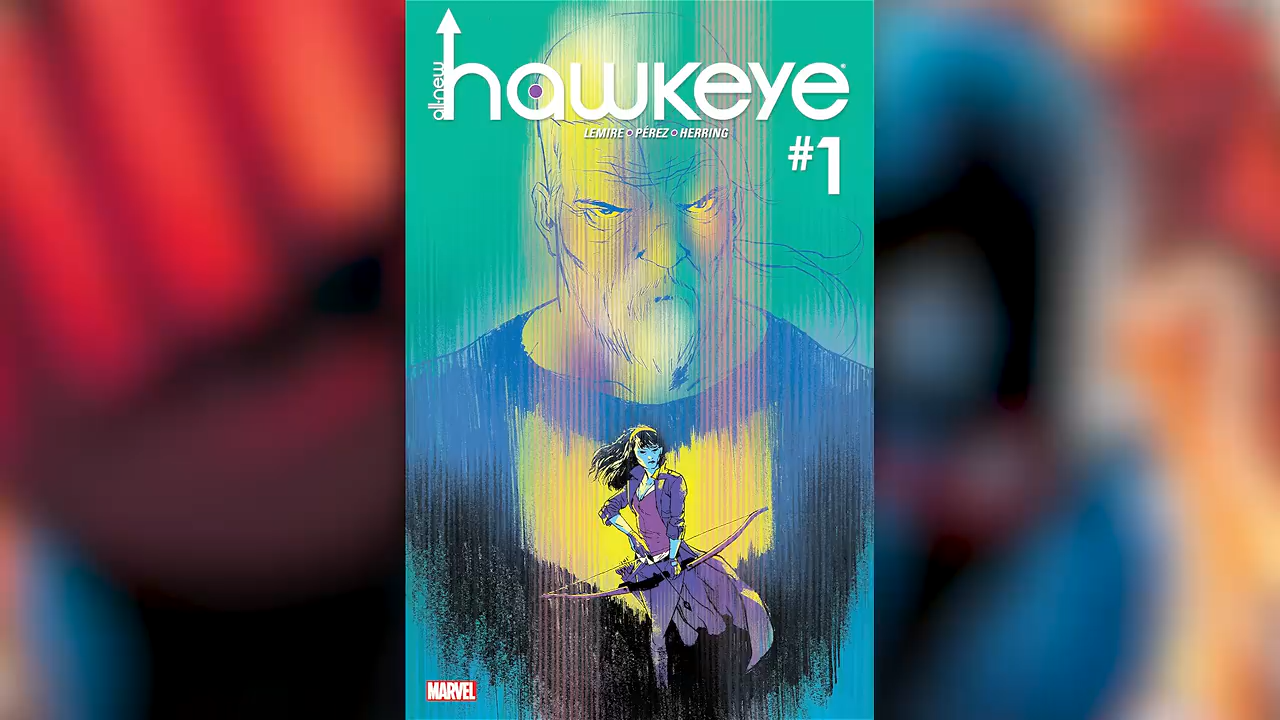 all·new
hawkeye®
LEMIRE • PÉREZ • HERRING
#1
MARVEL